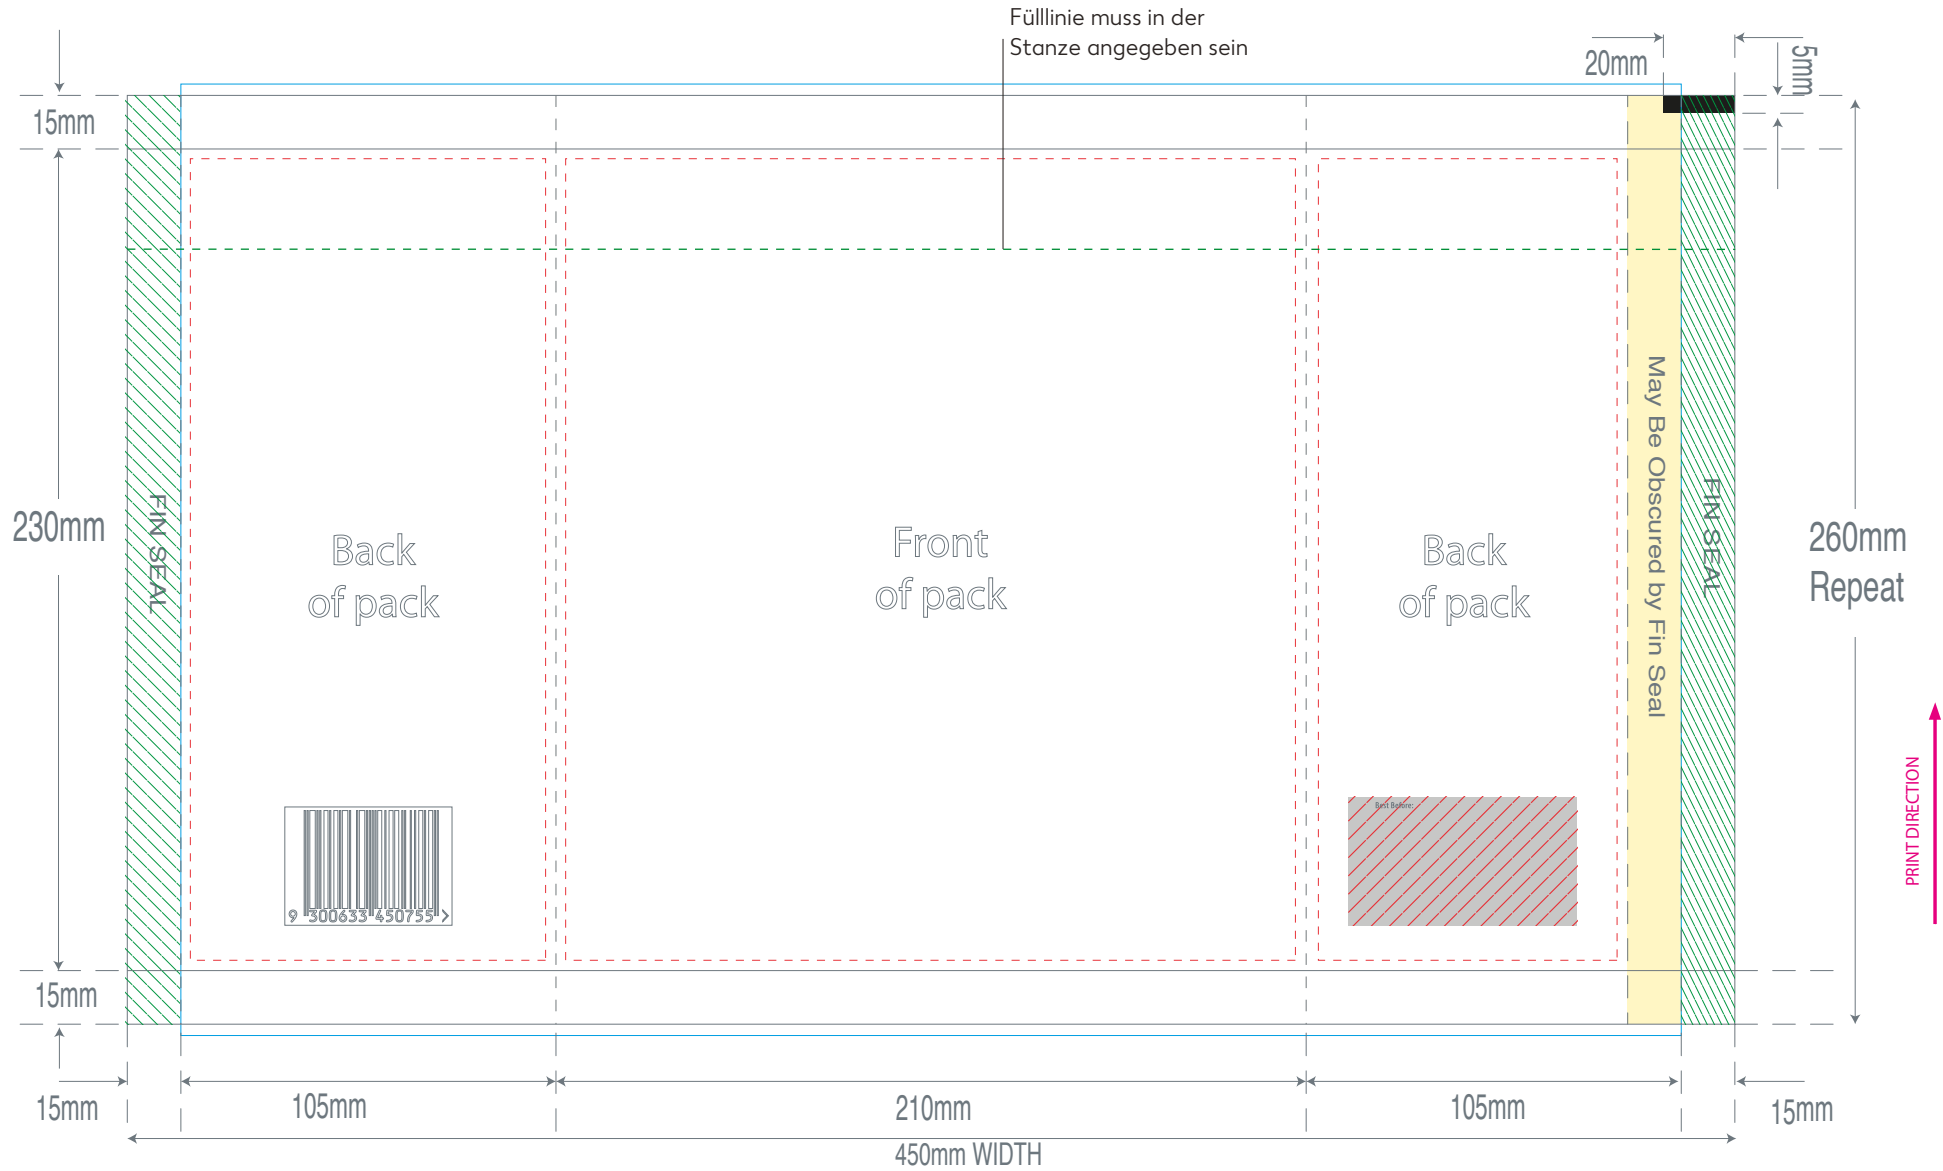 Fülllinie muss in der
Stanze angegeben sein
20mm
5mm
15mm
230mm
FIN SEAL
Back
of pack
Front
of pack
Back
of pack
May Be Obscured by Fin Seal
FIN SEAL
260mm
Repeat
PRINT DIRECTION
Best Before:
9 300633 450755 >
15mm
15mm
105mm
210mm
105mm
15mm
450mm WIDTH